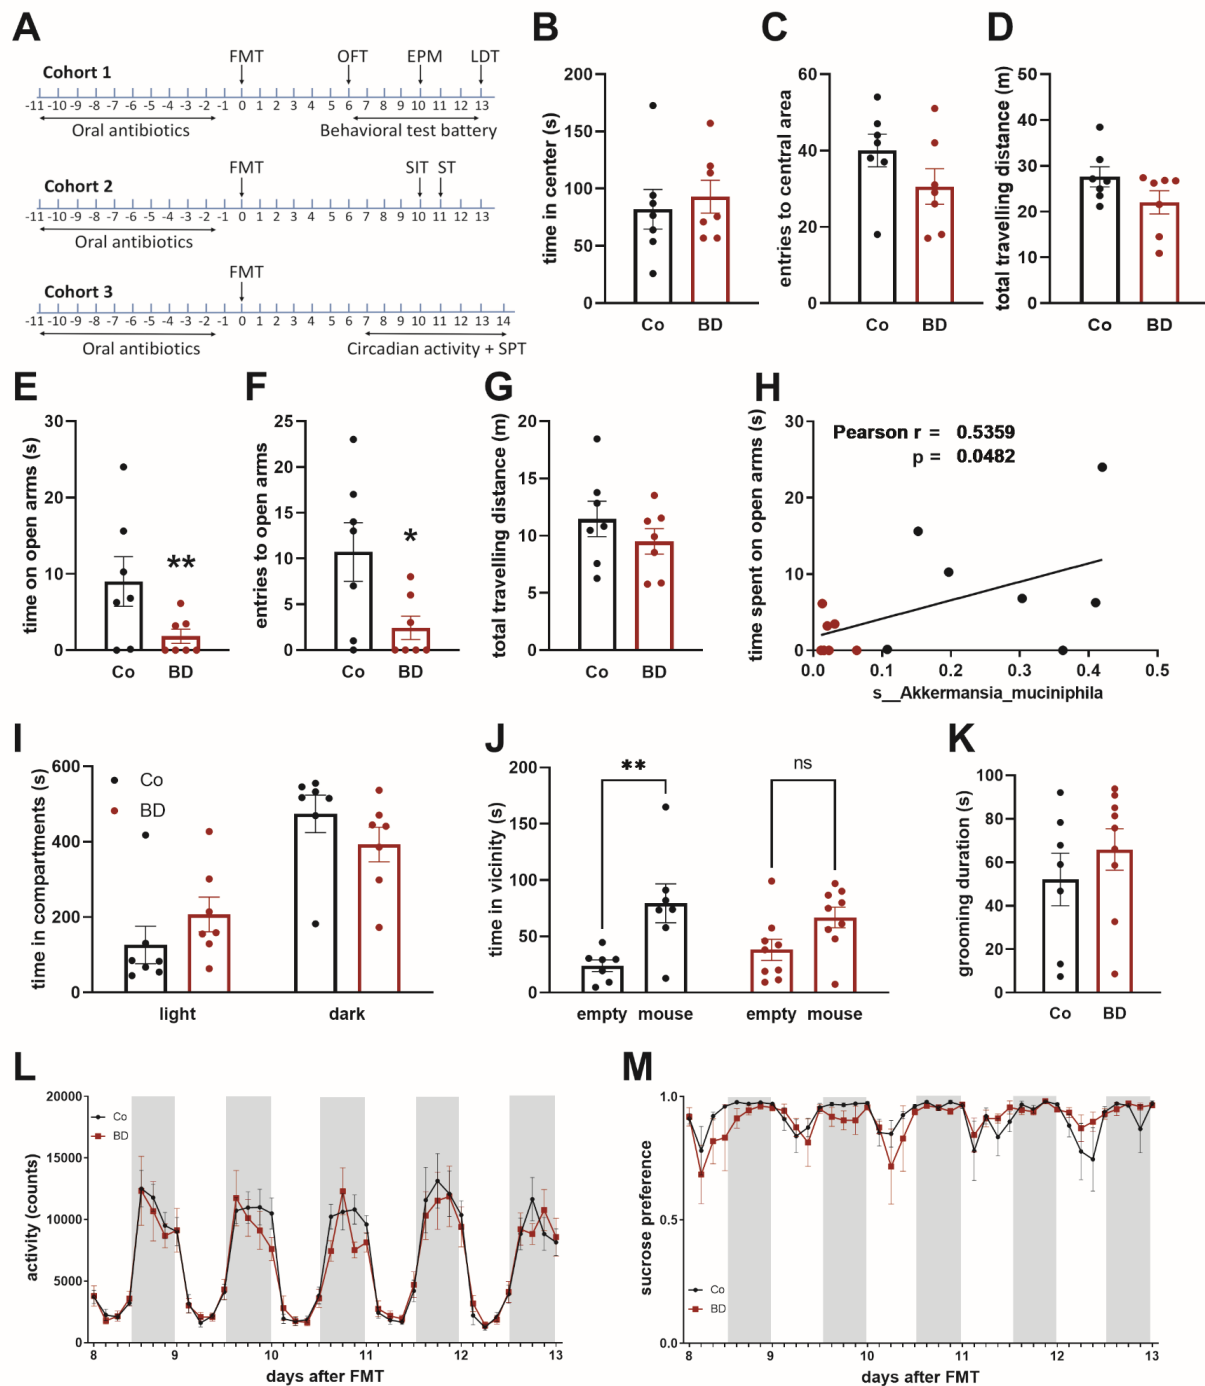 A
Cohort 1
FMT OFT EPM LDT
-11 -10 -9 -8 -7 -6 -5 -4 -3 -2 -1 0 1 2 3 4 5 6 7 8 9 10 11 12 13
Oral antibiotics Behavioral test battery
Cohort 2
FMT SIT ST
-11 -10 -9 -8 -7 -6 -5 -4 -3 -2 -1 0 1 2 3 4 5 6 7 8 9 10 11 12 13
Oral antibiotics
Cohort 3
FMT
-11 -10 -9 -8 -7 -6 -5 -4 -3 -2 -1 0 1 2 3 4 5 6 7 8 9 10 11 12 13 14
Oral antibiotics Circadian activity + SPT
B
time in center (s)
200
150
100
50
0
Co BD
C
entries to central area
60
40
20
0
Co BD
D
total travelling distance (m)
50
40
30
20
10
0
Co BD
E
time on open arms (s)
30
20
10
0
**
Co BD
F
entries to open arms
25
20
15
10
5
0
*
Co BD
G
total travelling distance (m)
20
15
10
5
0
Co BD
H
time spent on open arms (s)
30
20
10
0
Pearson r = 0.5359
p = 0.0482
0.0 0.1 0.2 0.3 0.4 0.5
s__Akkermansia_muciniphila
I
time in compartments (s)
600
400
200
0
Co
BD
light dark
J
time in vicinity (s)
200
150
100
50
0
** ns
empty mouse empty mouse
K
grooming duration (s)
100
80
60
40
20
0
Co BD
L
activity (counts)
20000
15000
10000
5000
0
Co
BD
8 9 10 11 12 13
days after FMT
M
sucrose preference
1.0
0.5
0.0
Co
BD
8 9 10 11 12 13
days after FMT